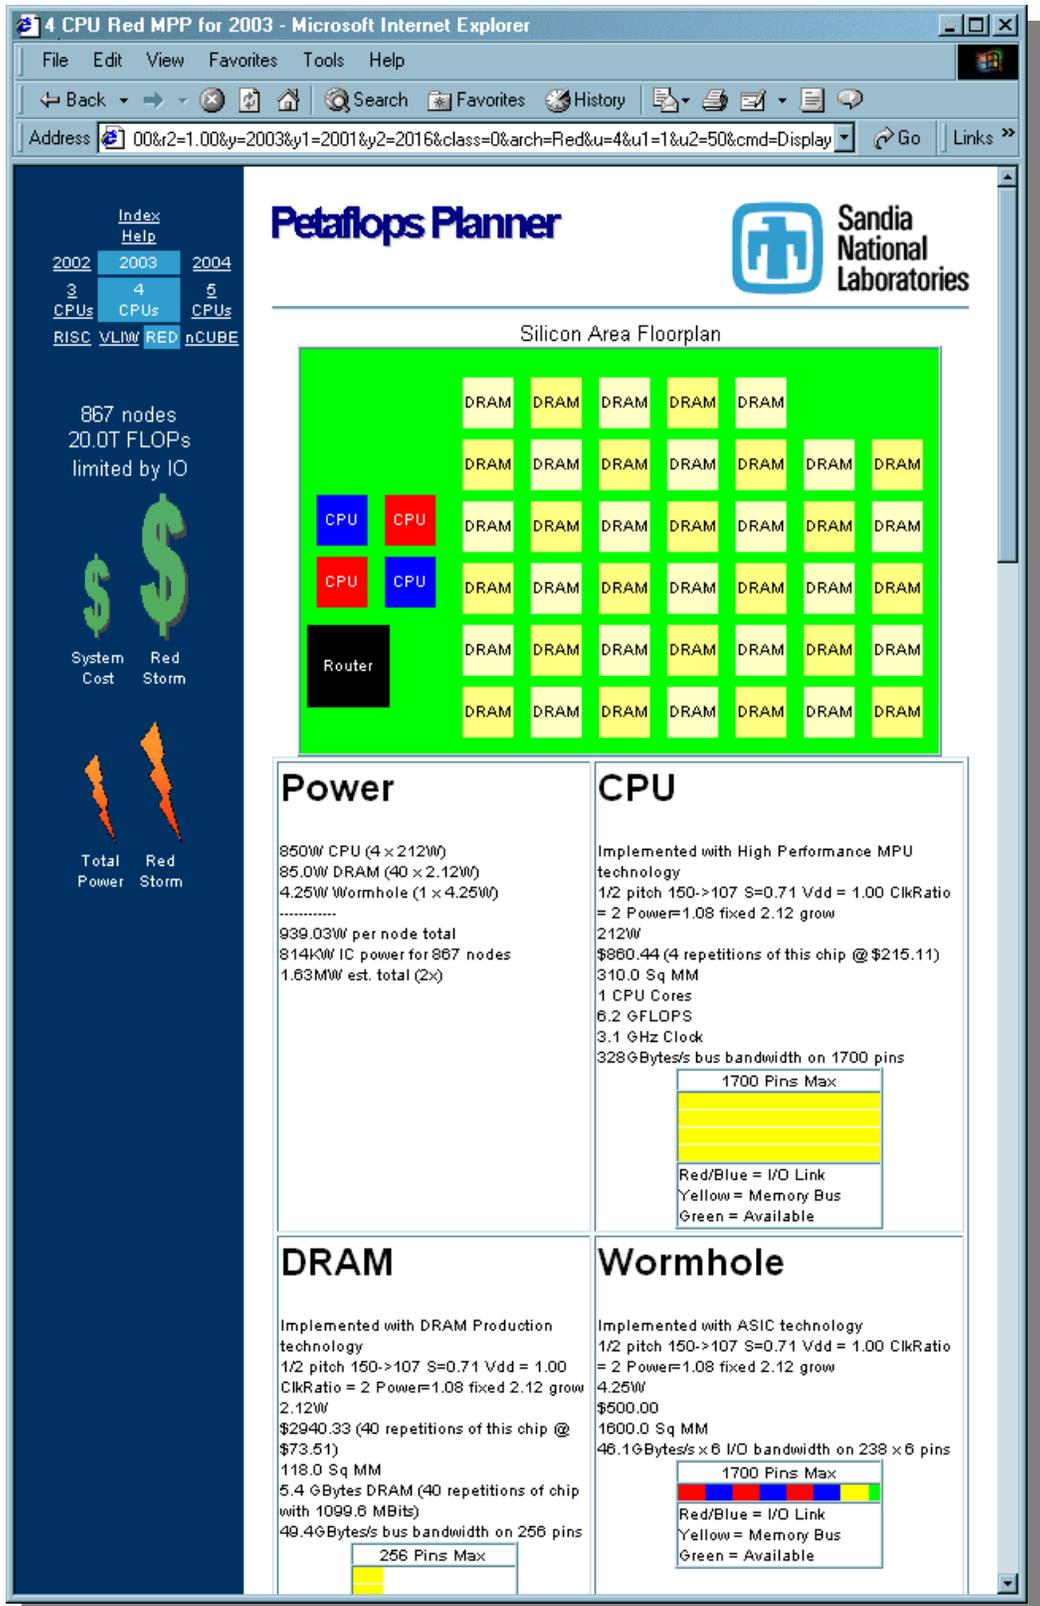 4 CPU Red MPP for 2003 - Microsoft Internet Explorer
File Edit View Favorites Tools Help
Back Search Favorites History
Address 00&r2=1.00&y=2003&y1=2001&y2=2016&class=0&arch=Red&u=4&u1=1&u2=50&cmd=Display Go Links »
Index
Help
2002 2003 2004
3 CPUs 4 CPUs 5 CPUs
RISC VLIW RED nCUBE
867 nodes
20.0T FLOPs
limited by IO
$ $
System Cost
Red Storm
Total Power
Red Storm
Petaflops Planner
Sandia
National
Laboratories
Silicon Area Floorplan
DRAM DRAM DRAM DRAM DRAM
DRAM DRAM DRAM DRAM DRAM DRAM DRAM
CPU CPU DRAM DRAM DRAM DRAM DRAM DRAM DRAM
CPU CPU DRAM DRAM DRAM DRAM DRAM DRAM DRAM
Router DRAM DRAM DRAM DRAM DRAM DRAM DRAM
DRAM DRAM DRAM DRAM DRAM DRAM DRAM
Power
850W CPU (4 x 212W)
85.0W DRAM (40 x 2.12W)
4.25W Wormhole (1 x 4.25W)
------------
939.03W per node total
814KW IC power for 867 nodes
1.63MW est. total (2x)
CPU
Implemented with High Performance MPU
technology
1/2 pitch 150->107 S=0.71 Vdd = 1.00 ClkRatio
= 2 Power=1.08 fixed 2.12 grow
212W
$860.44 (4 repetitions of this chip @ $215.11)
310.0 Sq MM
1 CPU Cores
6.2 GFLOPS
3.1 GHz Clock
328GBytes/s bus bandwidth on 1700 pins
1700 Pins Max
Red/Blue = I/O Link
Yellow = Memory Bus
Green = Available
DRAM
Implemented with DRAM Production
technology
1/2 pitch 150->107 S=0.71 Vdd = 1.00
ClkRatio = 2 Power=1.08 fixed 2.12 grow
2.12W
$2940.33 (40 repetitions of this chip @
$73.51)
118.0 Sq MM
5.4 GBytes DRAM (40 repetitions of chip
with 1099.6 MBits)
49.4GBytes/s bus bandwidth on 256 pins
256 Pins Max
Wormhole
Implemented with ASIC technology
1/2 pitch 150->107 S=0.71 Vdd = 1.00 ClkRatio
= 2 Power=1.08 fixed 2.12 grow
4.25W
$500.00
1600.0 Sq MM
46.1GBytes/s x 6 I/O bandwidth on 238 x 6 pins
1700 Pins Max
Red/Blue = I/O Link
Yellow = Memory Bus
Green = Available